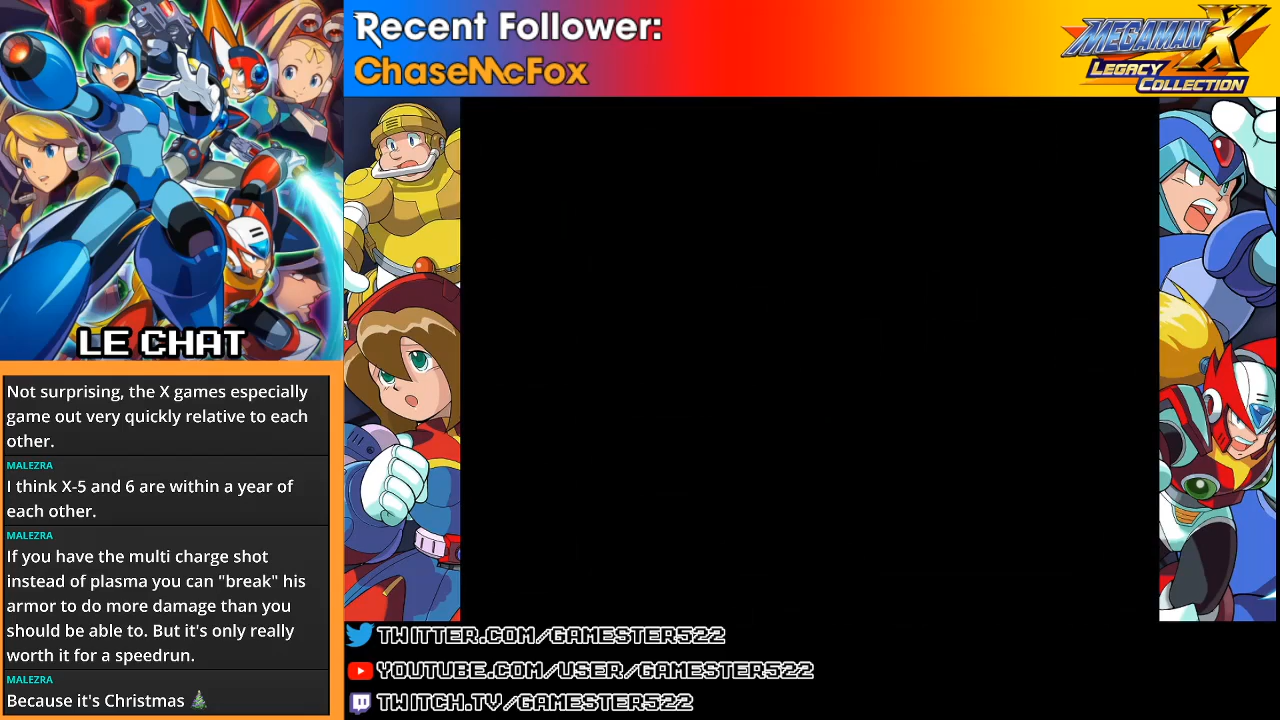 Recent Follower:
ChaseMcFox
MEGAMAN X
LEGACY
COLLECTION
LE CHAT
Not surprising, the X games especially
game out very quickly relative to each
other.
MALEZRA
I think X-5 and 6 are within a year of
each other.
MALEZRA
If you have the multi charge shot
instead of plasma you can "break" his
armor to do more damage than you
should be able to. But it's only really
worth it for a speedrun.
MALEZRA
Because it's Christmas 🎄
TWITTER.COM/GAMESTER522
YOUTUBE.COM/USER/GAMESTER522
TWITCH.TV/GAMESTER522